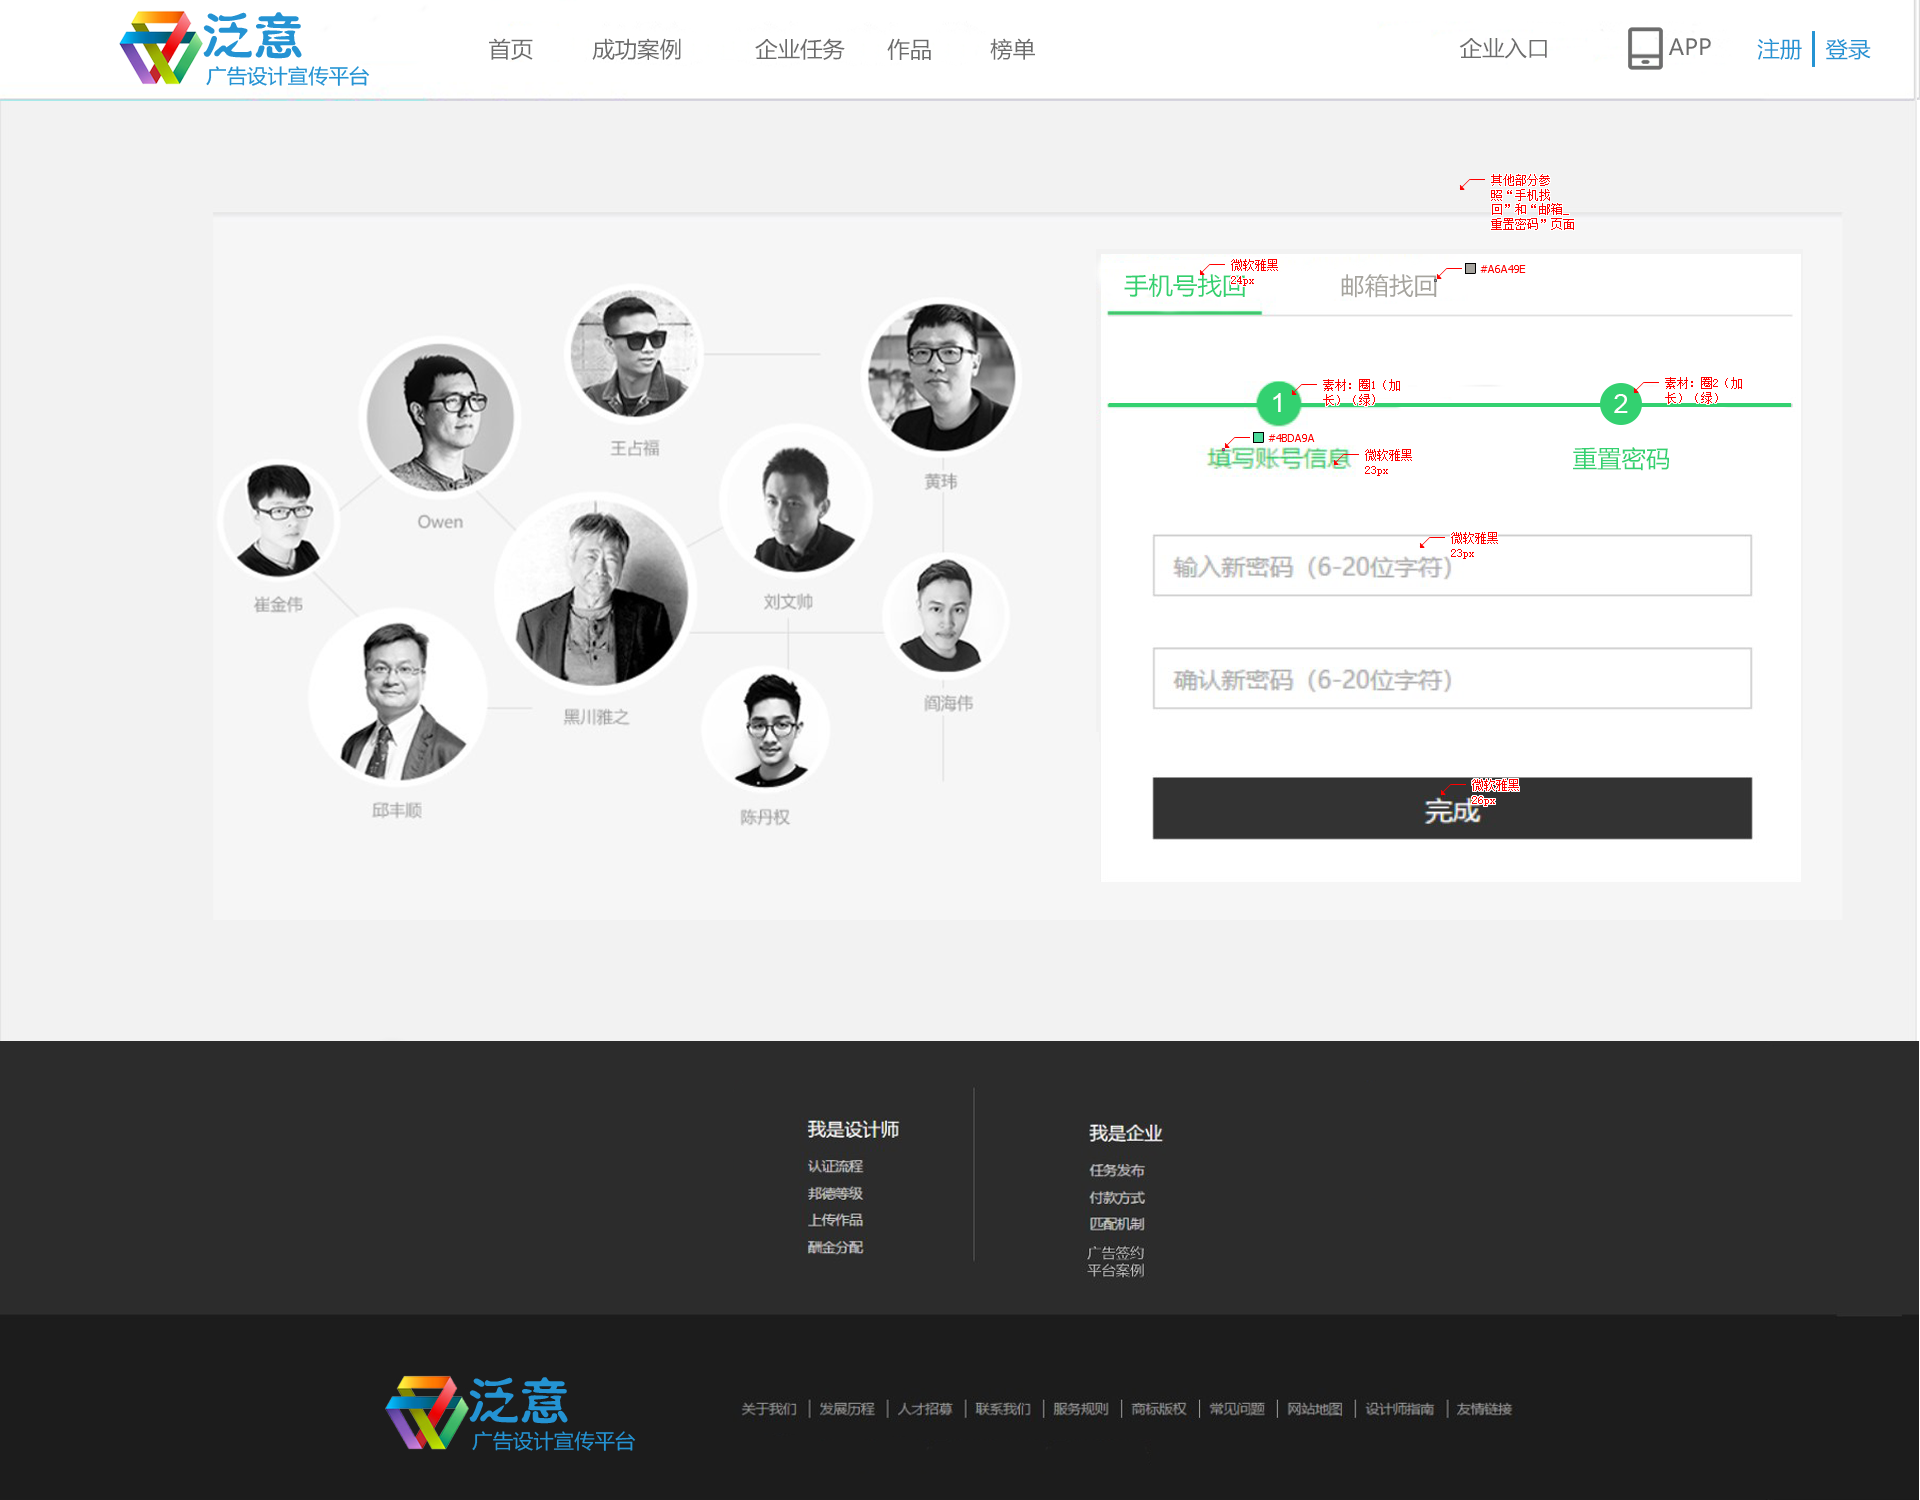 泛意
广告设计宣传平台
首页
成功案例
企业任务
作品
榜单
企业入口
APP
注册
登录
其他部分参
照“手机找
回”和“邮箱_
重置密码”页面
手机号找回
微软雅黑
24px
邮箱找回
#A6A49E
1
素材：圈1（加
长）（绿）
2
素材：圈2（加
长）（绿）
#4BDA9A
填写账号信息
微软雅黑
23px
重置密码
微软雅黑
23px
输入新密码（6-20位字符）
确认新密码（6-20位字符）
微软雅黑
26px
完成
王占福
黄玮
Owen
崔金伟
刘文帅
黑川雅之
阎海伟
邱丰顺
陈丹权
我是设计师
认证流程
邦德等级
上传作品
酬金分配
我是企业
任务发布
付款方式
匹配机制
广告签约
平台案例
泛意
广告设计宣传平台
关于我们
发展历程
人才招募
联系我们
服务规则
商标版权
常见问题
网站地图
设计师指南
友情链接